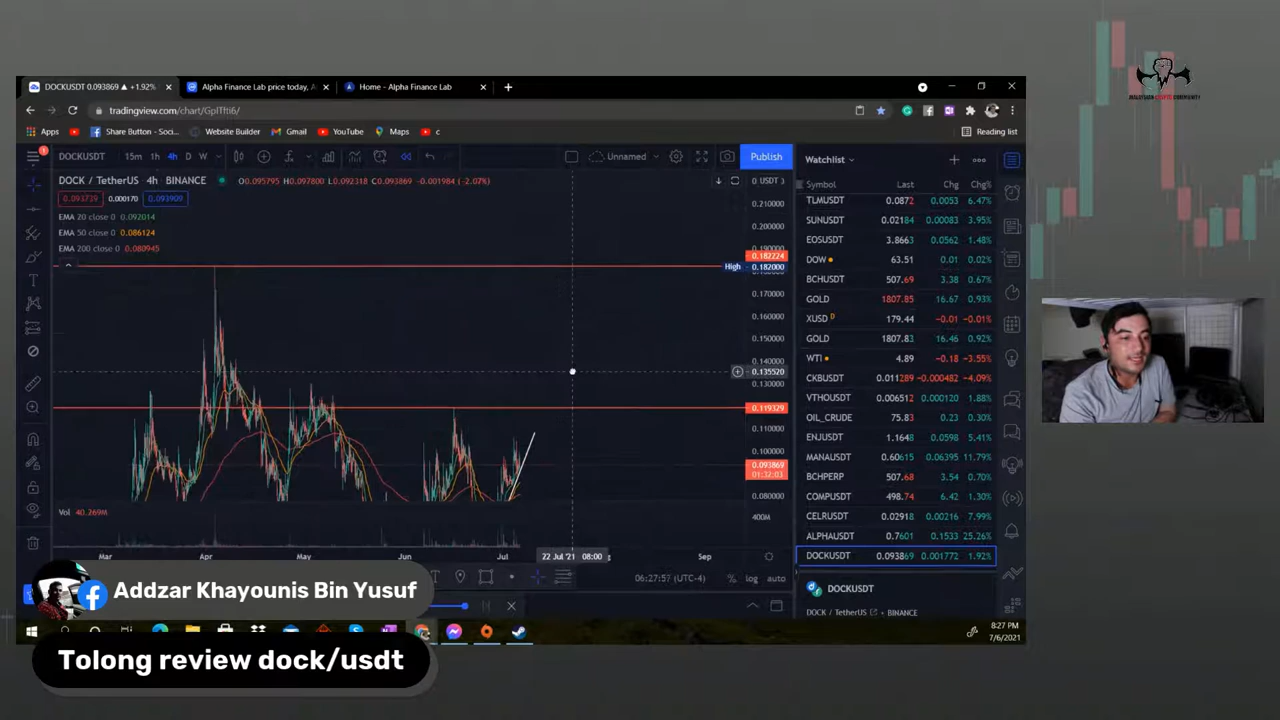 DOCKUSDT 0.093869 ▲ +1.92%
Alpha Finance Lab price today, A
Home - Alpha Finance Lab
tradingview.com/chart/GpITfti6/
Apps
Share Button - Soci...
Website Builder
Gmail
YouTube
Maps
c
Reading list
1
DOCKUSDT
15m
1h
4h
D
W
Unnamed
Publish
Watchlist
DOCK / TetherUS 4h BINANCE
O0.095795 H0.097800 L0.092318 C0.093869 -0.001984 (-2.07%)
0.093739
0.000170
0.093909
EMA 20 close 0 0.092014
EMA 50 close 0 0.086124
EMA 200 close 0 0.080945
0 USDT
0.210000
0.200000
0.190000
0.182224
High 0.182000
0.170000
0.160000
0.150000
0.140000
0.135520
0.130000
0.119329
0.110000
0.100000
0.093869
01:32:03
0.080000
400M
Vol 40.269M
Mar
Apr
May
Jun
Jul
22 Jul '21 08:00
Sep
06:27:57 (UTC-4)
%
log
auto
Symbol Last Chg Chg%
TLMUSDT 0.0872 0.0053 6.47%
SUNUSDT 0.02184 0.00083 3.95%
EOSUSDT 3.8663 0.0562 1.48%
DOW 63.51 0.01 0.02%
BCHUSDT 507.69 3.38 0.67%
GOLD 1807.85 16.67 0.93%
XUSD D 179.44 -0.01 -0.01%
GOLD 1807.83 16.46 0.92%
WTI 4.89 -0.18 -3.55%
CKBUSDT 0.011289 -0.000482 -4.09%
VTHOUSDT 0.006512 0.000120 1.88%
OIL_CRUDE 75.83 0.23 0.30%
ENJUSDT 1.1648 0.0598 5.41%
MANAUSDT 0.60615 0.06395 11.79%
BCHPERP 507.68 3.54 0.70%
COMPUSDT 498.74 6.42 1.30%
CELRUSDT 0.02918 0.00216 7.99%
ALPHAUSDT 0.7601 0.1533 25.26%
DOCKUSDT 0.093869 0.001772 1.92%
DOCKUSDT
DOCK / TetherUS BINANCE
8:27 PM
7/6/2021
Addzar Khayounis Bin Yusuf
Tolong review dock/usdt